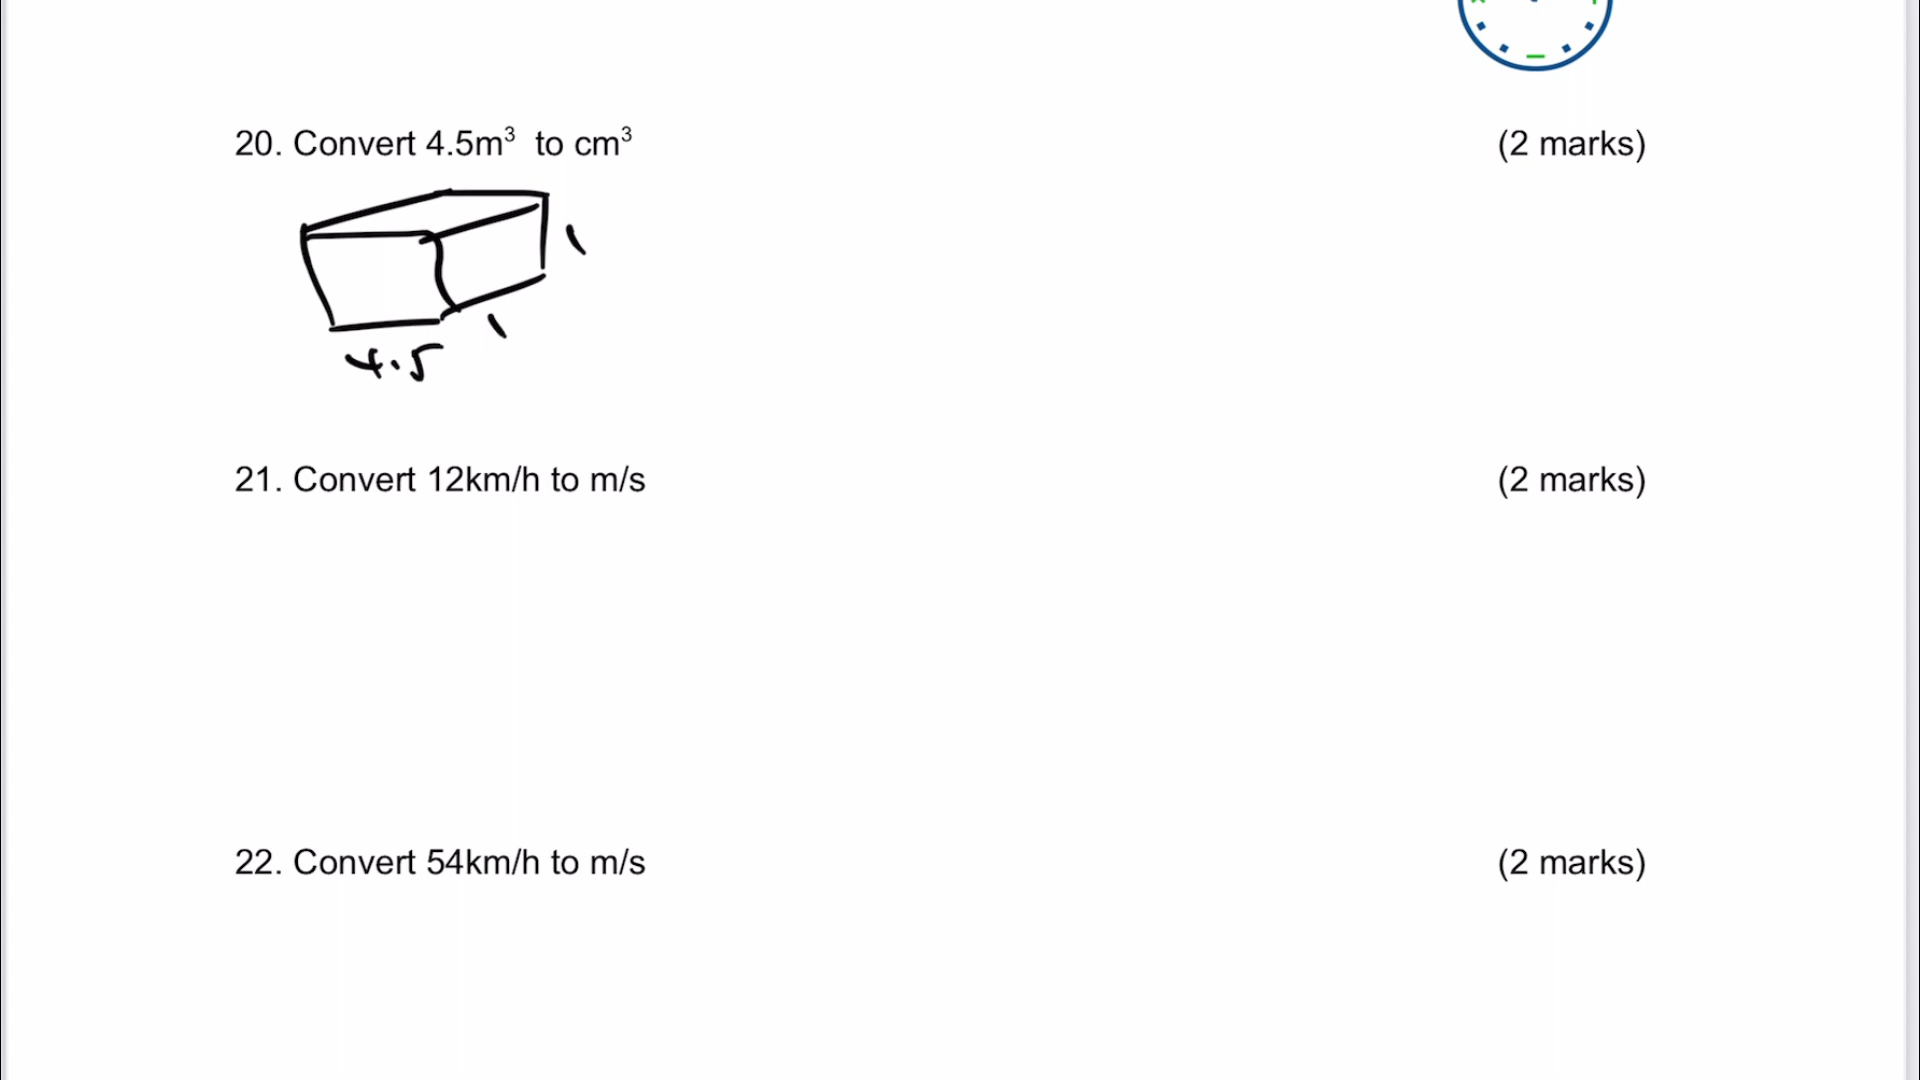 20. Convert 4.5m³ to cm³ (2 marks)
1
1
4.5
21. Convert 12km/h to m/s (2 marks)
22. Convert 54km/h to m/s (2 marks)